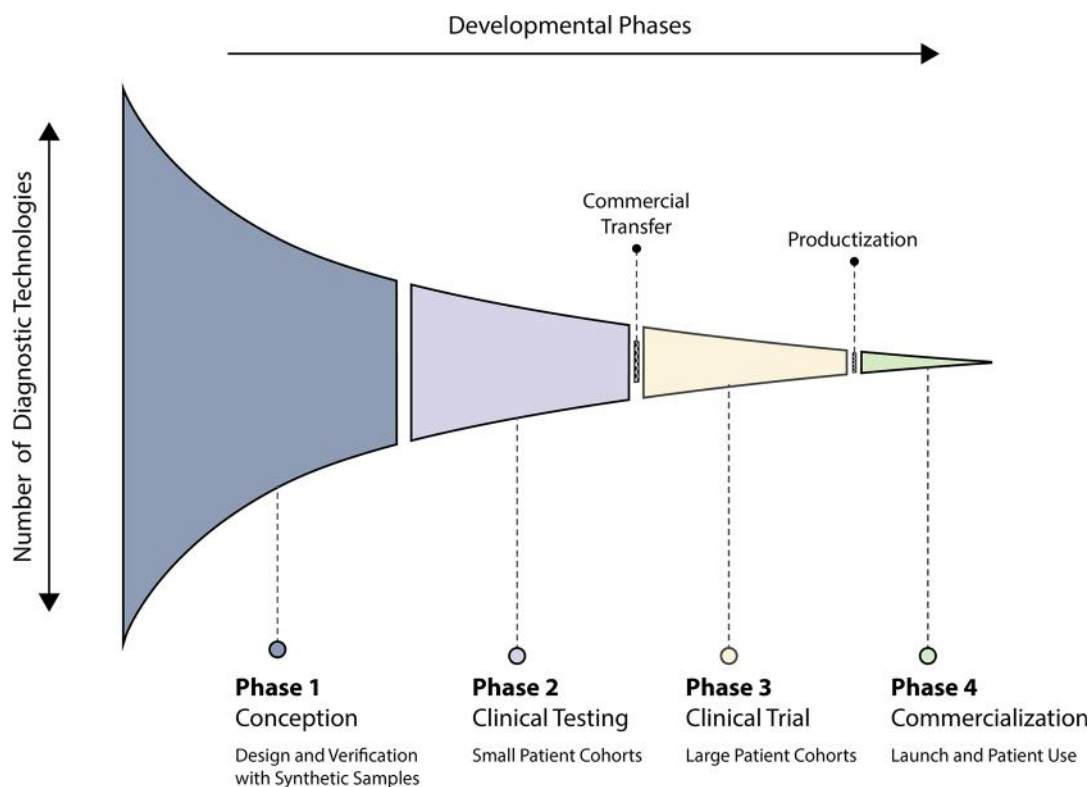 Developmental Phases
Number of Diagnostic Technologies
Commercial
Transfer
Productization
Phase 1
Conception
Design and Verification
with Synthetic Samples
Phase 2
Clinical Testing
Small Patient Cohorts
Phase 3
Clinical Trial
Large Patient Cohorts
Phase 4
Commercialization
Launch and Patient Use